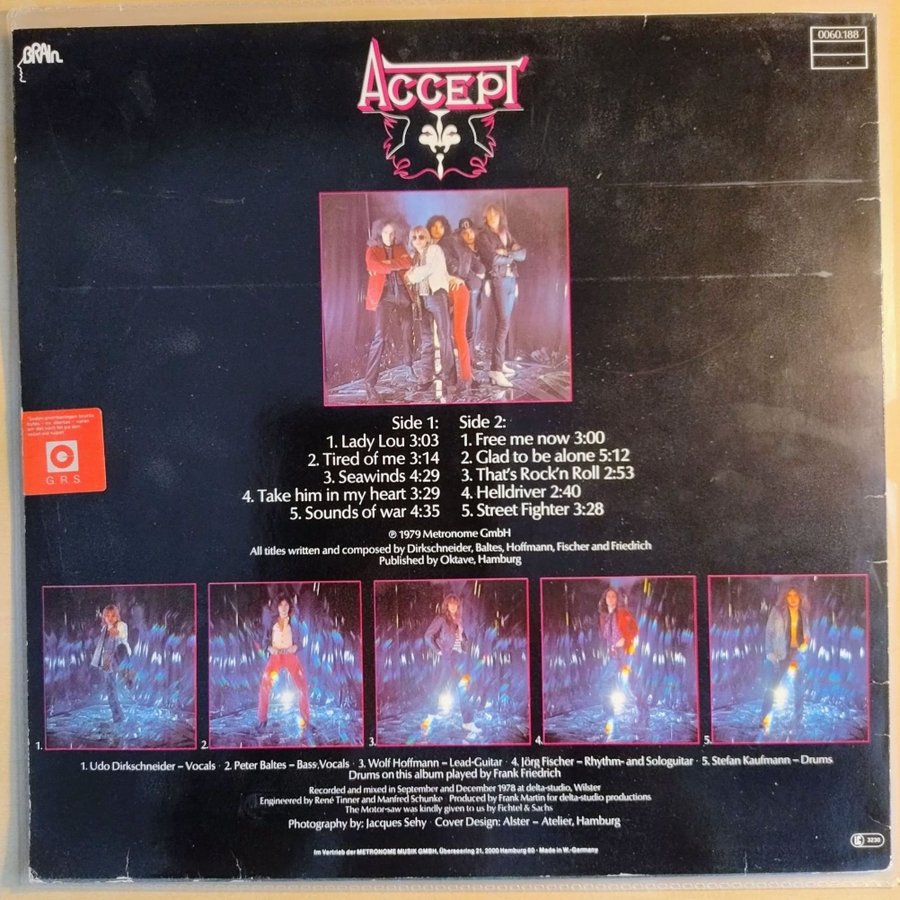 BRAIN
0060.188
ACCEPT
Side 1:
1. Lady Lou 3:03
2. Tired of me 3:14
3. Seawinds 4:29
4. Take him in my heart 3:29
5. Sounds of war 4:35
Side 2:
1. Free me now 3:00
2. Glad to be alone 5:12
3. That's Rock'n Roll 2:53
4. Helldriver 2:40
5. Street Fighter 3:28
GRS
℗ 1979 Metronome GmbH
All titles written and composed by Dirkschneider, Baltes, Hoffmann, Fischer and Friedrich
Published by Oktave, Hamburg
1. 2. 3. 4. 5.
1. Udo Dirkschneider – Vocals · 2. Peter Baltes – Bass, Vocals · 3. Wolf Hoffmann – Lead-Guitar · 4. Jörg Fischer – Rhythm- and Sologuitar · 5. Stefan Kaufmann – Drums
Drums on this album played by Frank Friedrich
Recorded and mixed in September and December 1978 at delta-studio, Wilster
Engineered by René Tinner and Manfred Schunke · Produced by Frank Martin for delta-studio productions
The Motor-saw was kindly given to us by Fichtel & Sachs
Photography by: Jacques Sehy · Cover Design: Alster – Atelier, Hamburg
Im Vertrieb der METRONOME MUSIK GMBH, Überseering 21, 2000 Hamburg 60 · Made in W.-Germany
LC 3230